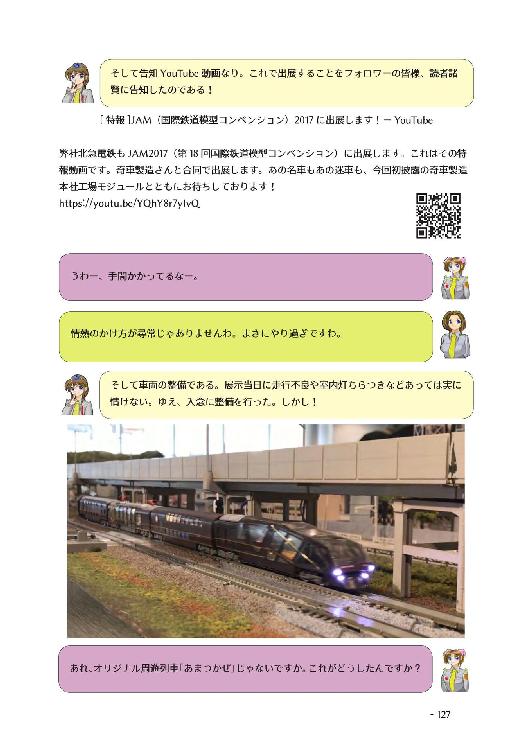 そして告知 YouTube 動画なり。これで出展することをフォロワーの皆様、読者諸
賢に告知したのである！
[ 特報 ]JAM（国際鉄道模型コンベンション）2017 に出展します！ － YouTube
弊社北急電鉄も JAM2017（第 18 回国際鉄道模型コンベンション）に出展します。これはその特
報動画です。奇車製造さんと合同で出展します。あの名車もあの迷車も、今回初披露の奇車製造
本社工場モジュールとともにお待ちしております！
https://youtu.be/YQhY8r7yIvQ
うわー、手間かかってるなー。
情熱のかけ方が尋常じゃありませんわ。まさにやり過ぎですわ。
そして車両の整備である。展示当日に走行不良や室内灯ちらつきなどあっては実に
情けない。ゆえ、入念に整備を行った。しかし！
あれ、オリジナル周遊列車「あまつかぜ」じゃないですか。これがどうしたんですか？
- 127